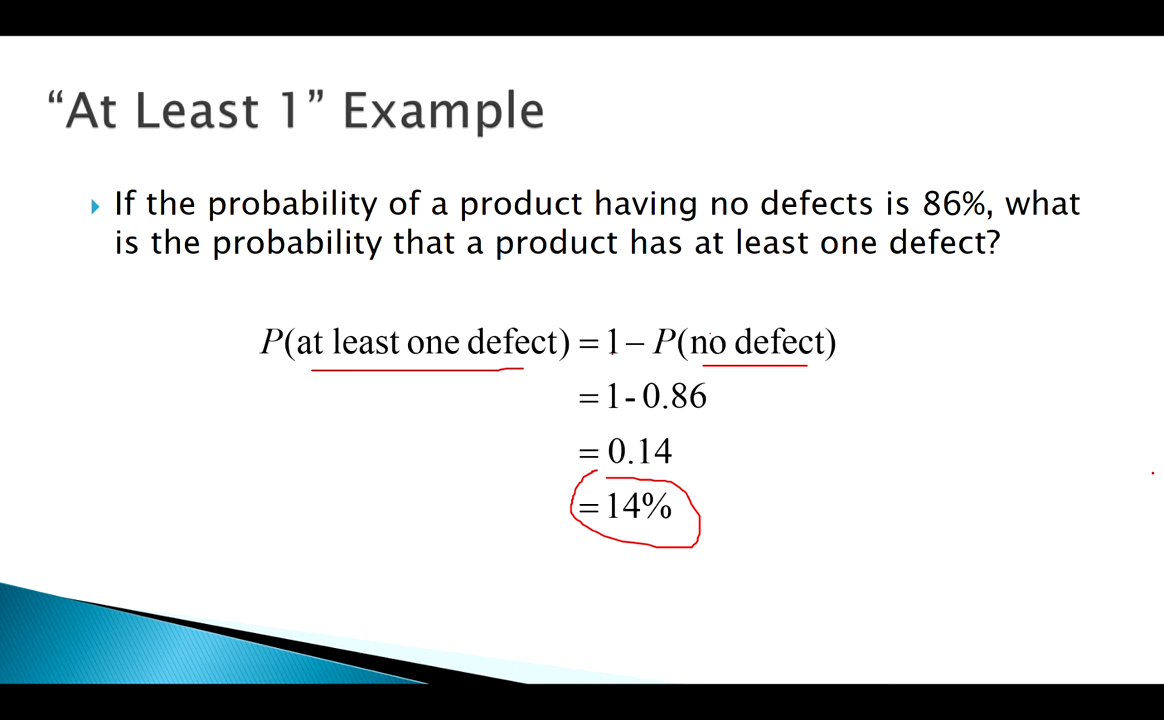 “At Least 1” Example
If the probability of a product having no defects is 86%, what
is the probability that a product has at least one defect?
P(at least one defect) = 1 – P(no defect)
= 1 - 0.86
= 0.14
= 14%